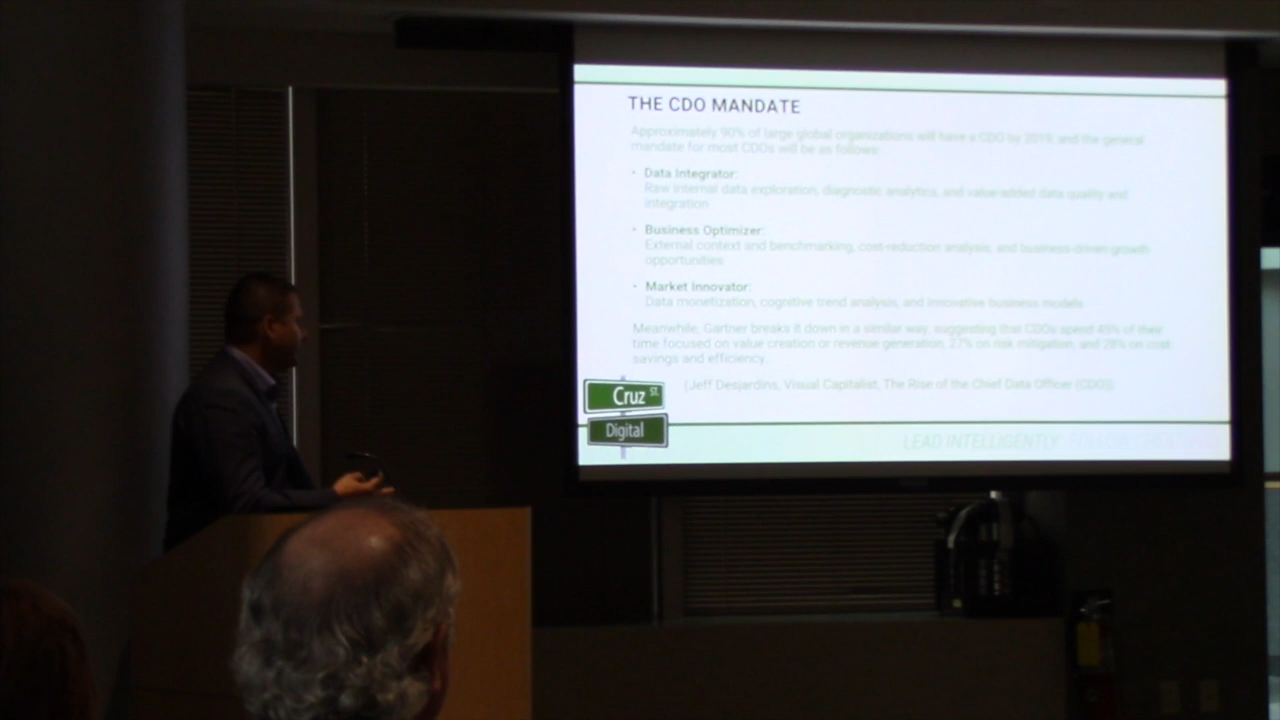 THE CDO MANDATE
Approximately 90% of large global organizations will have a CDO by 2019, and the general
mandate for most CDOs will be as follows:
· Data Integrator:
Raw internal data exploration, diagnostic analytics, and value-added data quality and
integration
· Business Optimizer:
External context and benchmarking, cost-reduction analysis, and business-driven growth
opportunities
· Market Innovator:
Data monetization, cognitive trend analysis, and innovative business models.
Meanwhile, Gartner breaks it down in a similar way, suggesting that CDOs spend 45% of their
time focused on value creation or revenue generation, 27% on risk mitigation, and 28% on cost
savings and efficiency.
(Jeff Desjardins, Visual Capitalist, The Rise of the Chief Data Officer (CDO))
Cruz ST.
Digital
LEAD INTELLIGENTLY